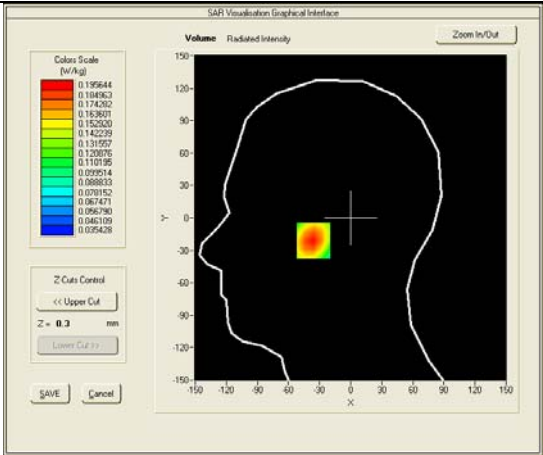 SAR Visualisation Graphical Interface
Volume Radiated Intensity
Zoom In/Out
Colors Scale
(W/kg)
0.195644
0.184963
0.174282
0.163601
0.152920
0.142239
0.131557
0.120876
0.110195
0.099514
0.088833
0.078152
0.067471
0.056790
0.046109
0.035428
Z-Cuts Control
<< Upper Cut
Z = 0.3 mm
Lower Cut >>
SAVE Cancel
150
120
90
60
30
0
-30
-60
-90
-120
-150
Y
-150 -120 -90 -60 -30 0 30 60 90 120 150
X